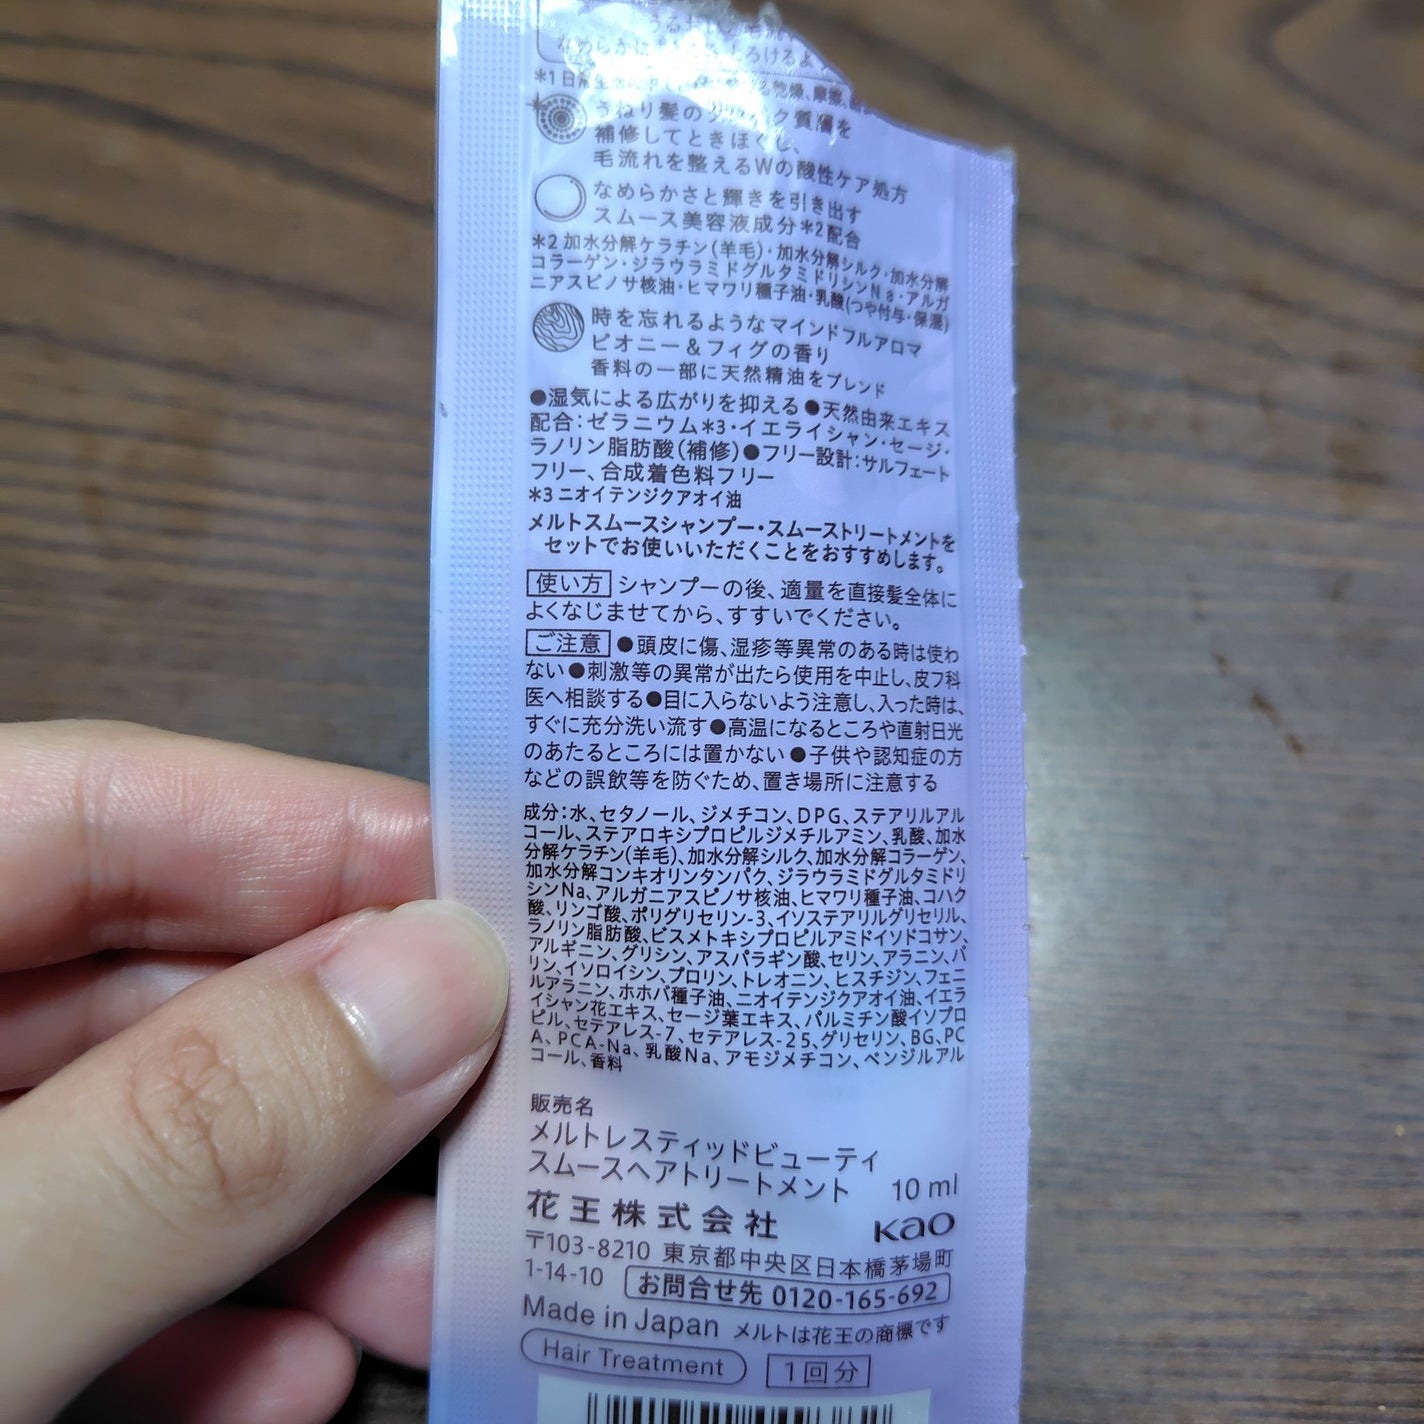 なめらかに
*1日常生
うねり髪の
補修してときほぐし、
毛流れを整えるWの酸性ケア処方
なめらかさと輝きを引き出す
スムース美容液成分*2配合
*2 加水分解ケラチン(羊毛)・加水分解シルク・加水分解
コラーゲン・ジラウラミドグルタミドリシンNa・アルガ
ニアスピノサ核油・ヒマワリ種子油・乳酸(つや付与・保湿)
時を忘れるようなマインドフルアロマ
ピオニー&フィグの香り
香料の一部に天然精油をブレンド
●湿気による広がりを抑える●天然由来エキス
配合:ゼラニウム*3・イエライシャン・セージ・
ラノリン脂肪酸(補修)●フリー設計:サルフェート
フリー、合成着色料フリー
*3 ニオイテンジクアオイ油
メルトスムースシャンプー・スムーストリートメントを
セットでお使いいただくことをおすすめします。
使い方 シャンプーの後、適量を直接髪全体に
よくなじませてから、すすいでください。
ご注意 ●頭皮に傷、湿疹等異常のある時は使わ
ない●刺激等の異常が出たら使用を中止し、皮フ科
医へ相談する●目に入らないよう注意し、入った時は、
すぐに充分洗い流す●高温になるところや直射日光
のあたるところには置かない●子供や認知症の方
などの誤飲等を防ぐため、置き場所に注意する
成分:水、セタノール、ジメチコン、DPG、ステアリルアル
コール、ステアロキシプロピルジメチルアミン、乳酸、加水
分解ケラチン(羊毛)、加水分解シルク、加水分解コラーゲン、
加水分解コンキオリンタンパク、ジラウラミドグルタミドリ
シンNa、アルガニアスピノサ核油、ヒマワリ種子油、コハク
酸、リンゴ酸、ポリグリセリン-3、イソステアリルグリセリル、
ラノリン脂肪酸、ビスメトキシプロピルアミドイソドコサン、
アルギニン、グリシン、アスパラギン酸、セリン、アラニン、バ
リン、イソロイシン、プロリン、トレオニン、ヒスチジン、フェニ
ルアラニン、ホホバ種子油、ニオイテンジクアオイ油、イエラ
イシャン花エキス、セージ葉エキス、パルミチン酸イソプロ
ピル、セテアレス-7、セテアレス-25、グリセリン、BG、PC
A、PCA-Na、乳酸Na、アモジメチコン、ベンジルアル
コール、香料
販売名
メルトレスティッドビューティ
スムースヘアトリートメント 10 ml
花王株式会社 Kao
〒103-8210 東京都中央区日本橋茅場町
1-14-10 お問合せ先 0120-165-692
Made in Japan メルトは花王の商標です
Hair Treatment 1回分